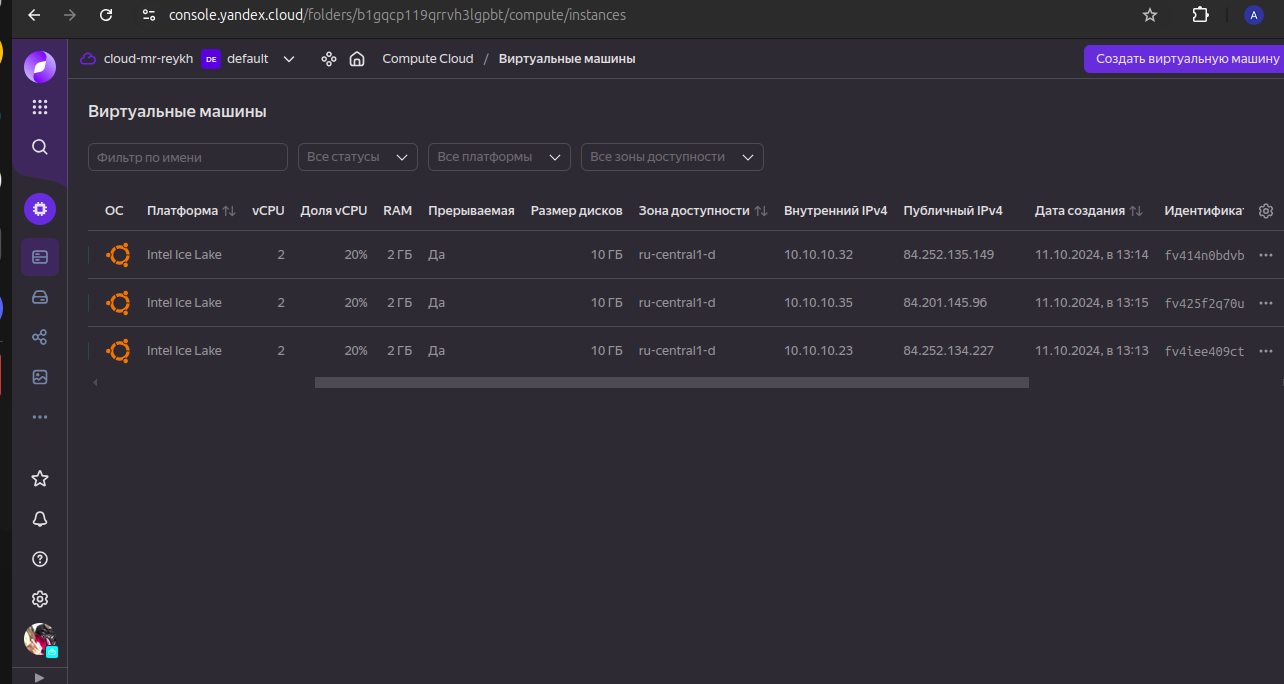 console.yandex.cloud/folders/b1gqcp119qrrvh3lgpbt/compute/instances
A
cloud-mr-reykh DE default Compute Cloud / Виртуальные машины
Создать виртуальную машину
Виртуальные машины
Фильтр по имени Все статусы Все платформы Все зоны доступности
ОС Платформа vCPU Доля vCPU RAM Прерываемая Размер дисков Зона доступности Внутренний IPv4 Публичный IPv4 Дата создания Идентификат
Intel Ice Lake 2 20% 2 ГБ Да 10 ГБ ru-central1-d 10.10.10.32 84.252.135.149 11.10.2024, в 13:14 fv414n0bdvb
Intel Ice Lake 2 20% 2 ГБ Да 10 ГБ ru-central1-d 10.10.10.35 84.201.145.96 11.10.2024, в 13:15 fv425f2q70u
Intel Ice Lake 2 20% 2 ГБ Да 10 ГБ ru-central1-d 10.10.10.23 84.252.134.227 11.10.2024, в 13:13 fv4iee409ct